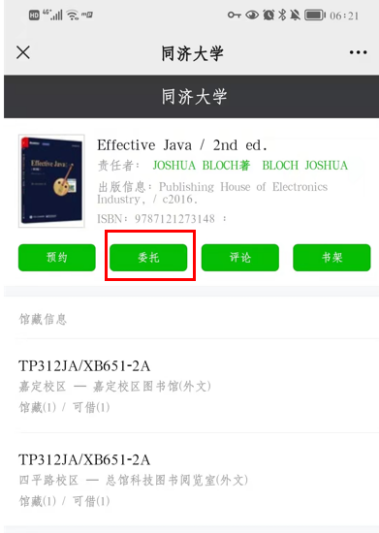 HD 46 06:21
同济大学
同济大学
Effective Java / 2nd ed.
责任者： JOSHUA BLOCH著 BLOCH JOSHUA
出版信息：Publishing House of Electronics
Industry, / c2016.
ISBN：9787121273148 ：
Effective Java
预约 委托 评论 书架
馆藏信息
TP312JA/XB651-2A
嘉定校区 — 嘉定校区图书馆(外文)
馆藏(1) / 可借(1)
TP312JA/XB651-2A
四平路校区 — 总馆科技图书阅览室(外文)
馆藏(1) / 可借(1)